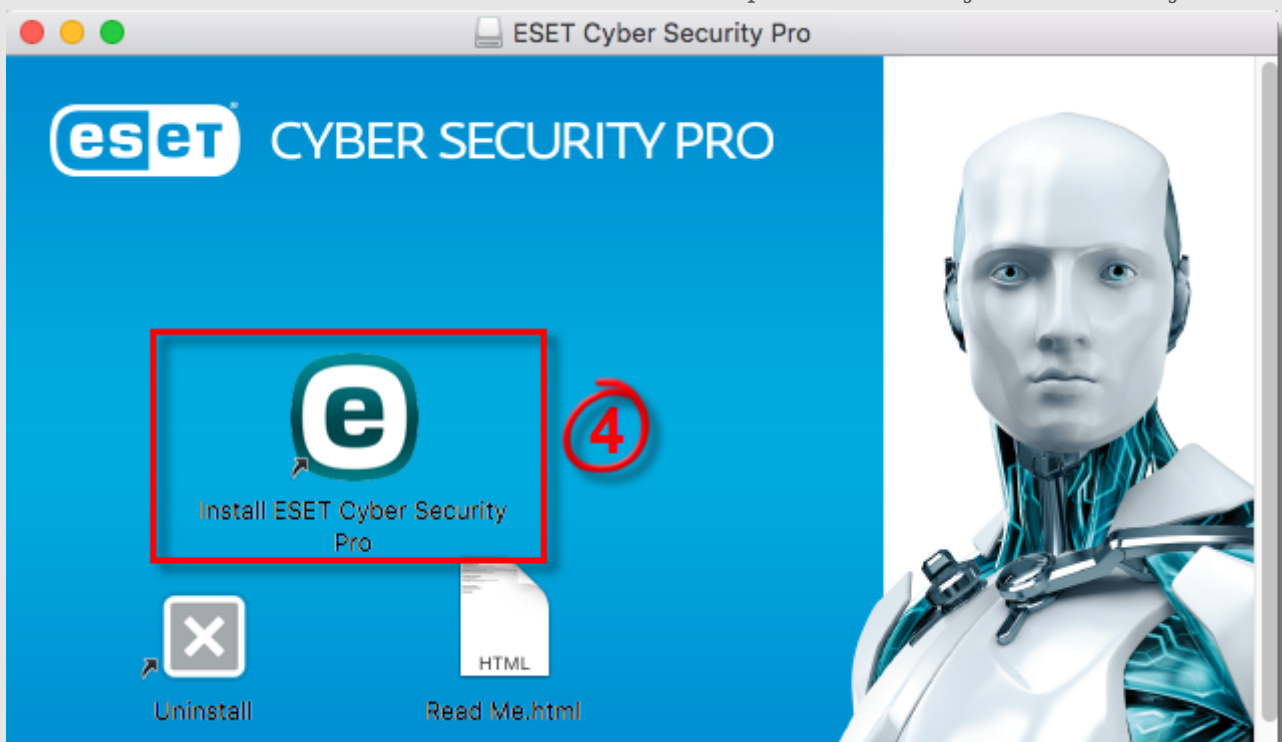 ESET Cyber Security Pro
eset® CYBER SECURITY PRO
e
4
Install ESET Cyber Security
Pro
HTML
Uninstall
Read Me.html